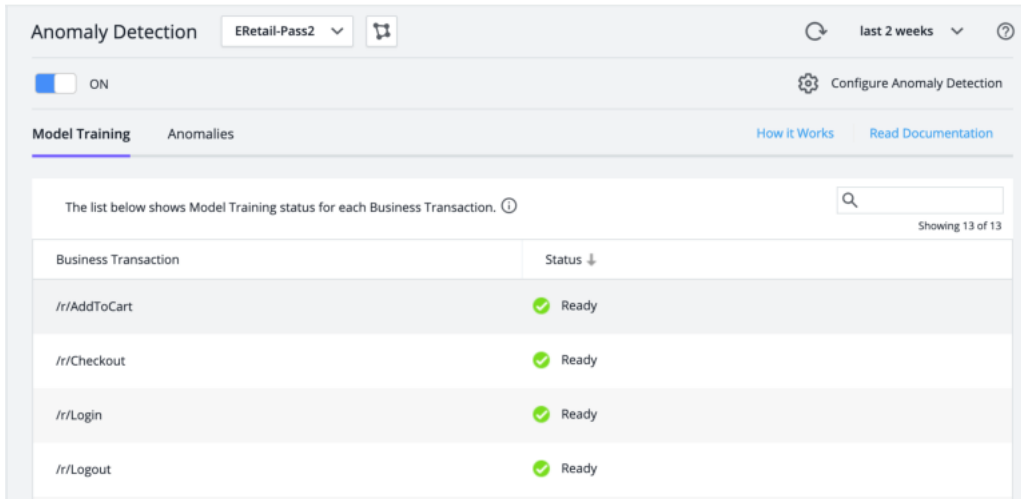 Anomaly Detection ERetail-Pass2 last 2 weeks
ON Configure Anomaly Detection
Model Training Anomalies How it Works Read Documentation
The list below shows Model Training status for each Business Transaction.
Showing 13 of 13
Business Transaction Status
/r/AddToCart Ready
/r/Checkout Ready
/r/Login Ready
/r/Logout Ready